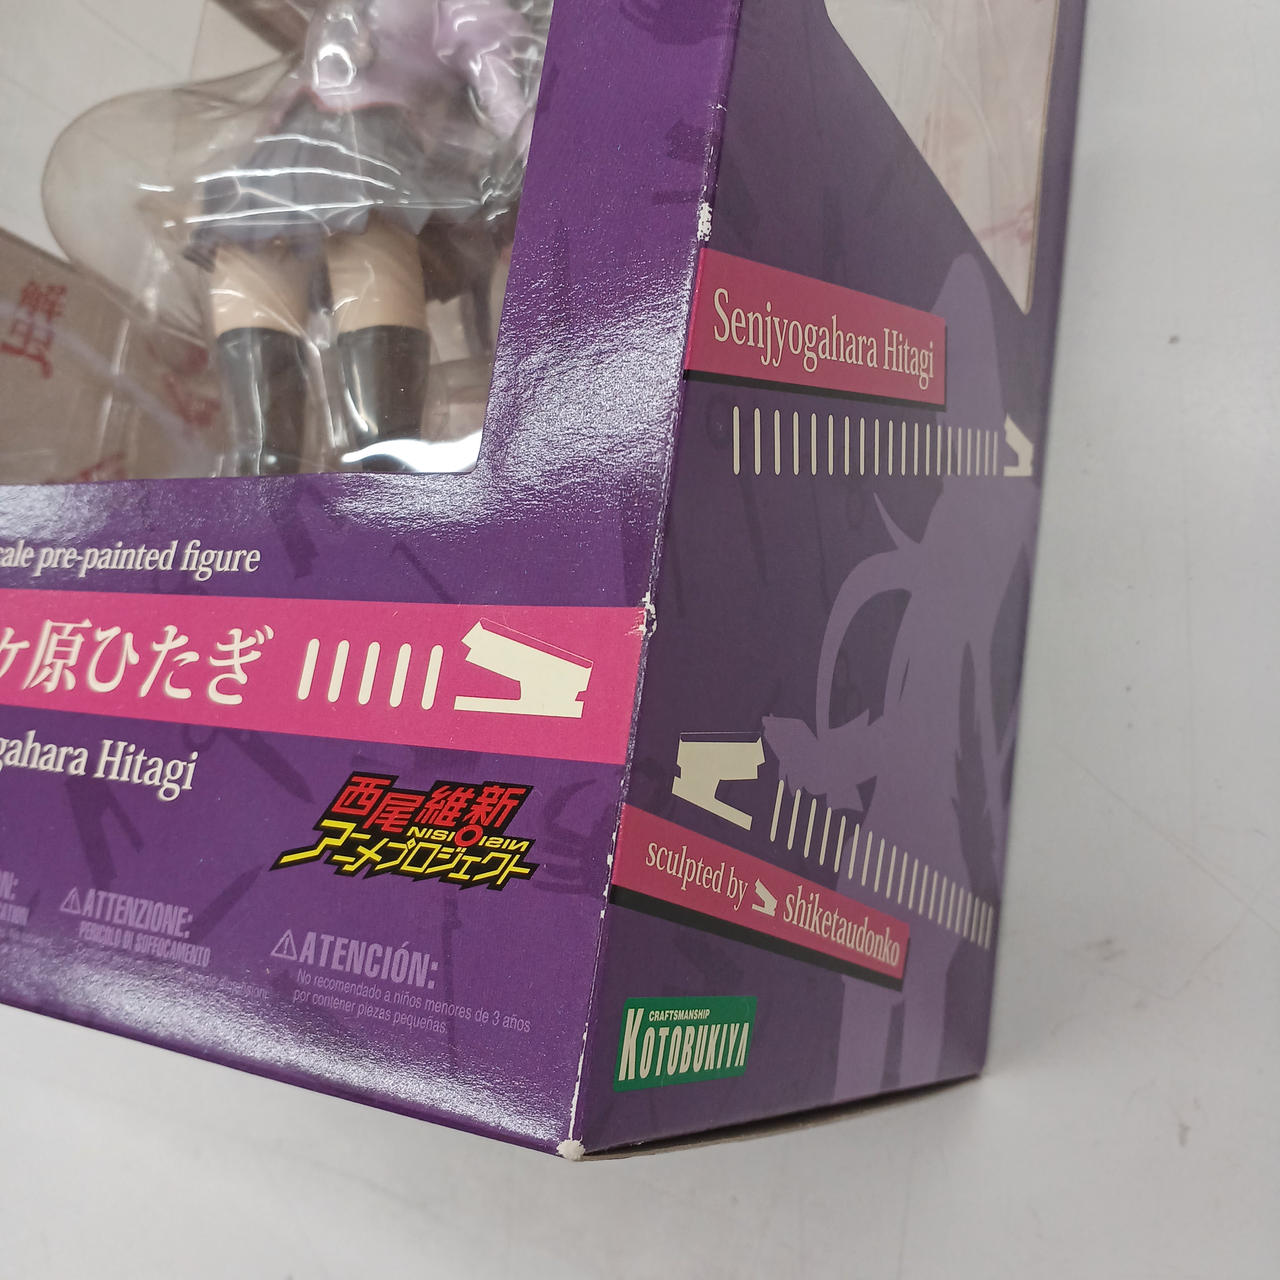 Senjyogahara Hitagi
pre-painted figure
ヶ原ひたぎ
Hitagi
西尾維新
NISIOISIN
アニメプロジェクト
sculpted by shiketaudonko
ATTENZIONE:
PERICOLO DI SOFFOCAMENTO
ATENCIÓN:
No recomendado a niños menores de 3 años
por contener piezas pequeñas.
CRAFTSMANSHIP
KOTOBUKIYA